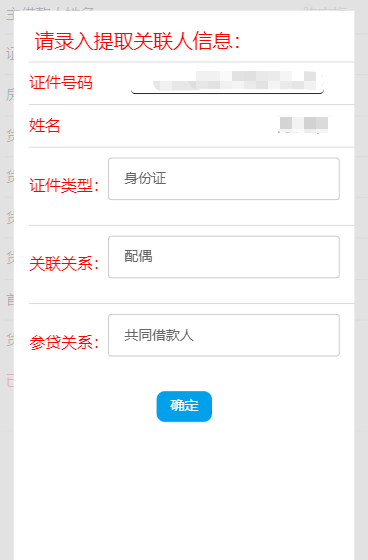 请录入提取关联人信息：
证件号码
姓名
证件类型： 身份证
关联关系： 配偶
参贷关系： 共同借款人
确定